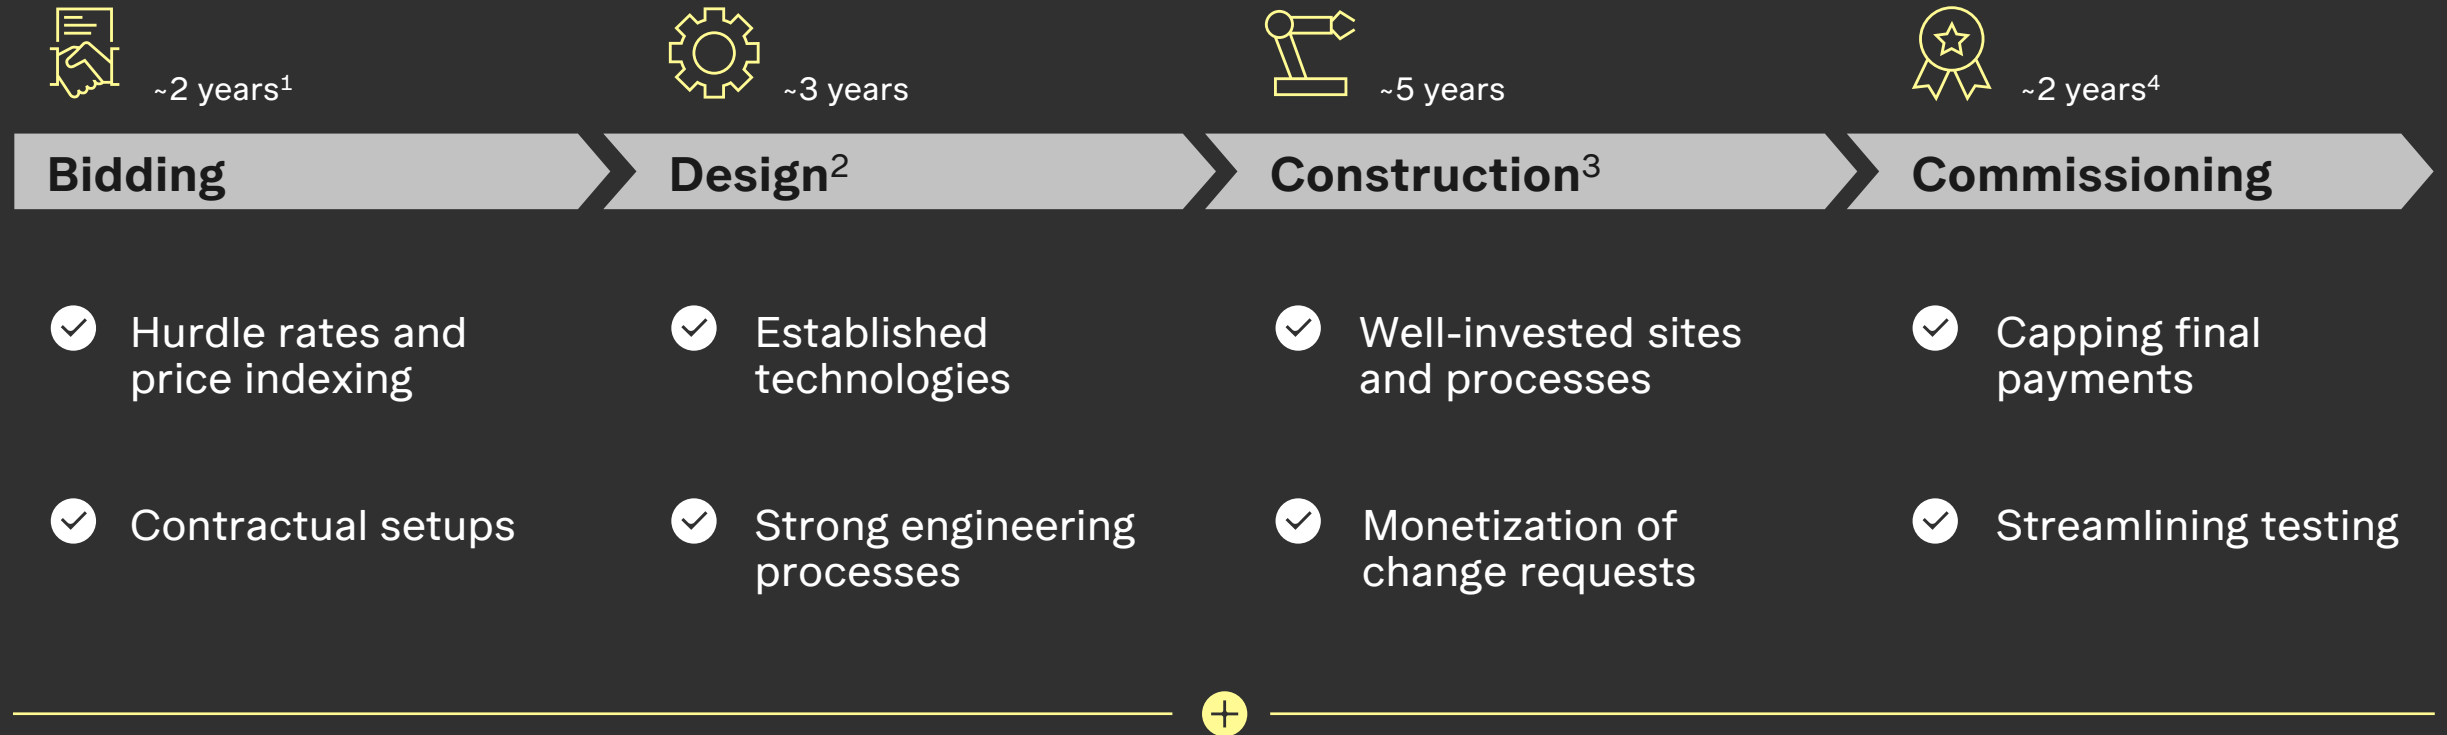 ~2 years¹
~3 years
~5 years
~2 years⁴
Bidding
Design²
Construction³
Commissioning
Hurdle rates and
price indexing
Established
technologies
Well-invested sites
and processes
Capping final
payments
Contractual setups
Strong engineering
processes
Monetization of
change requests
Streamlining testing